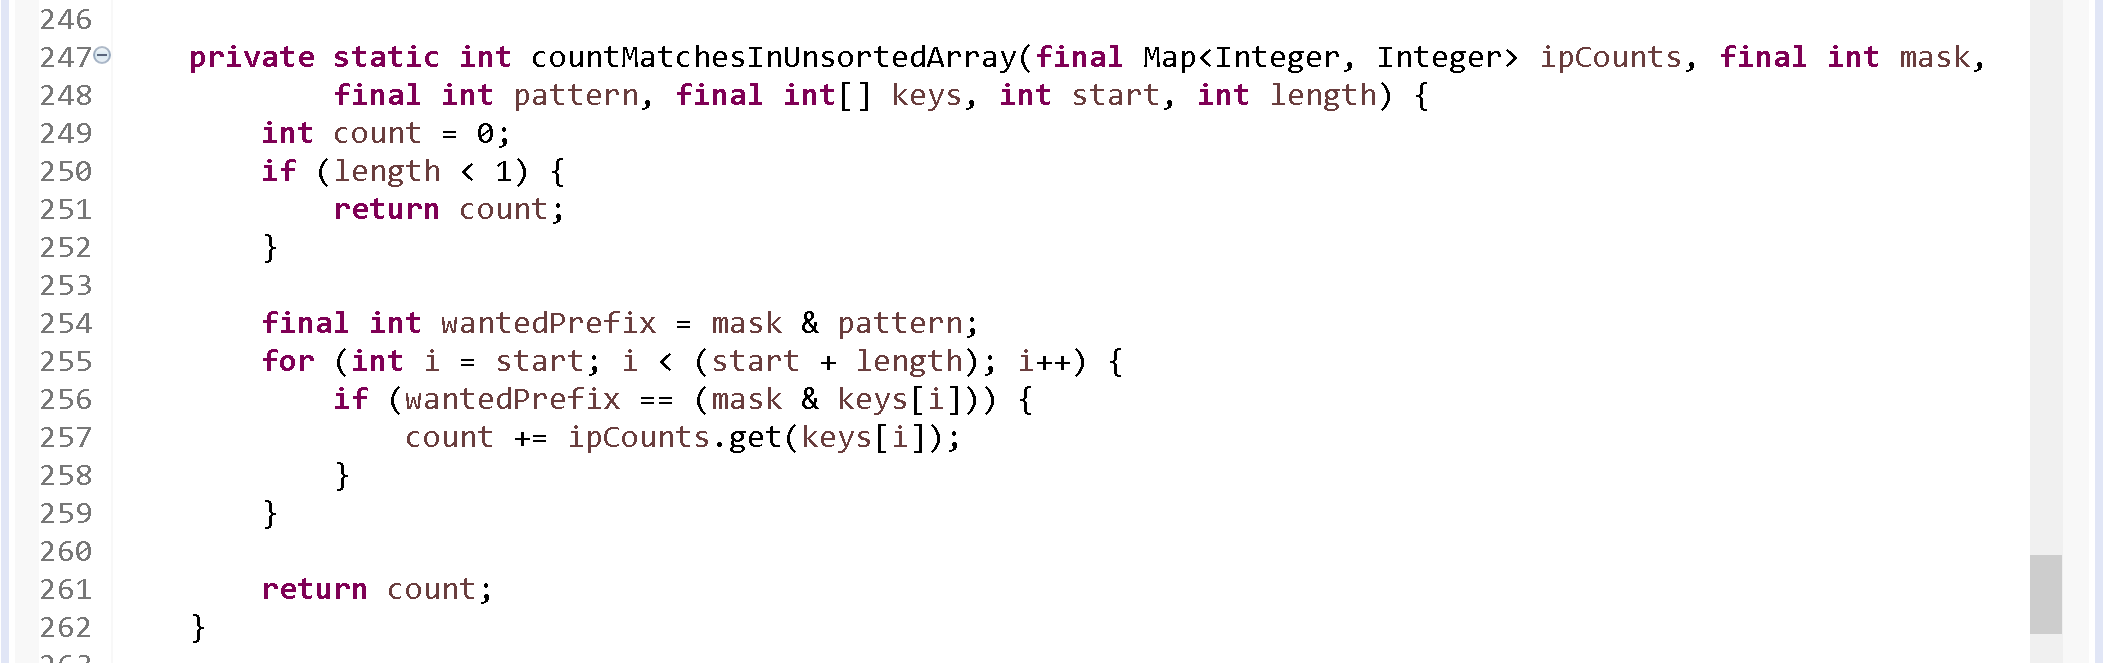 246
247 private static int countMatchesInUnsortedArray(final Map<Integer, Integer> ipCounts, final int mask,
248 final int pattern, final int[] keys, int start, int length) {
249 int count = 0;
250 if (length < 1) {
251 return count;
252 }
253
254 final int wantedPrefix = mask & pattern;
255 for (int i = start; i < (start + length); i++) {
256 if (wantedPrefix == (mask & keys[i])) {
257 count += ipCounts.get(keys[i]);
258 }
259 }
260
261 return count;
262 }